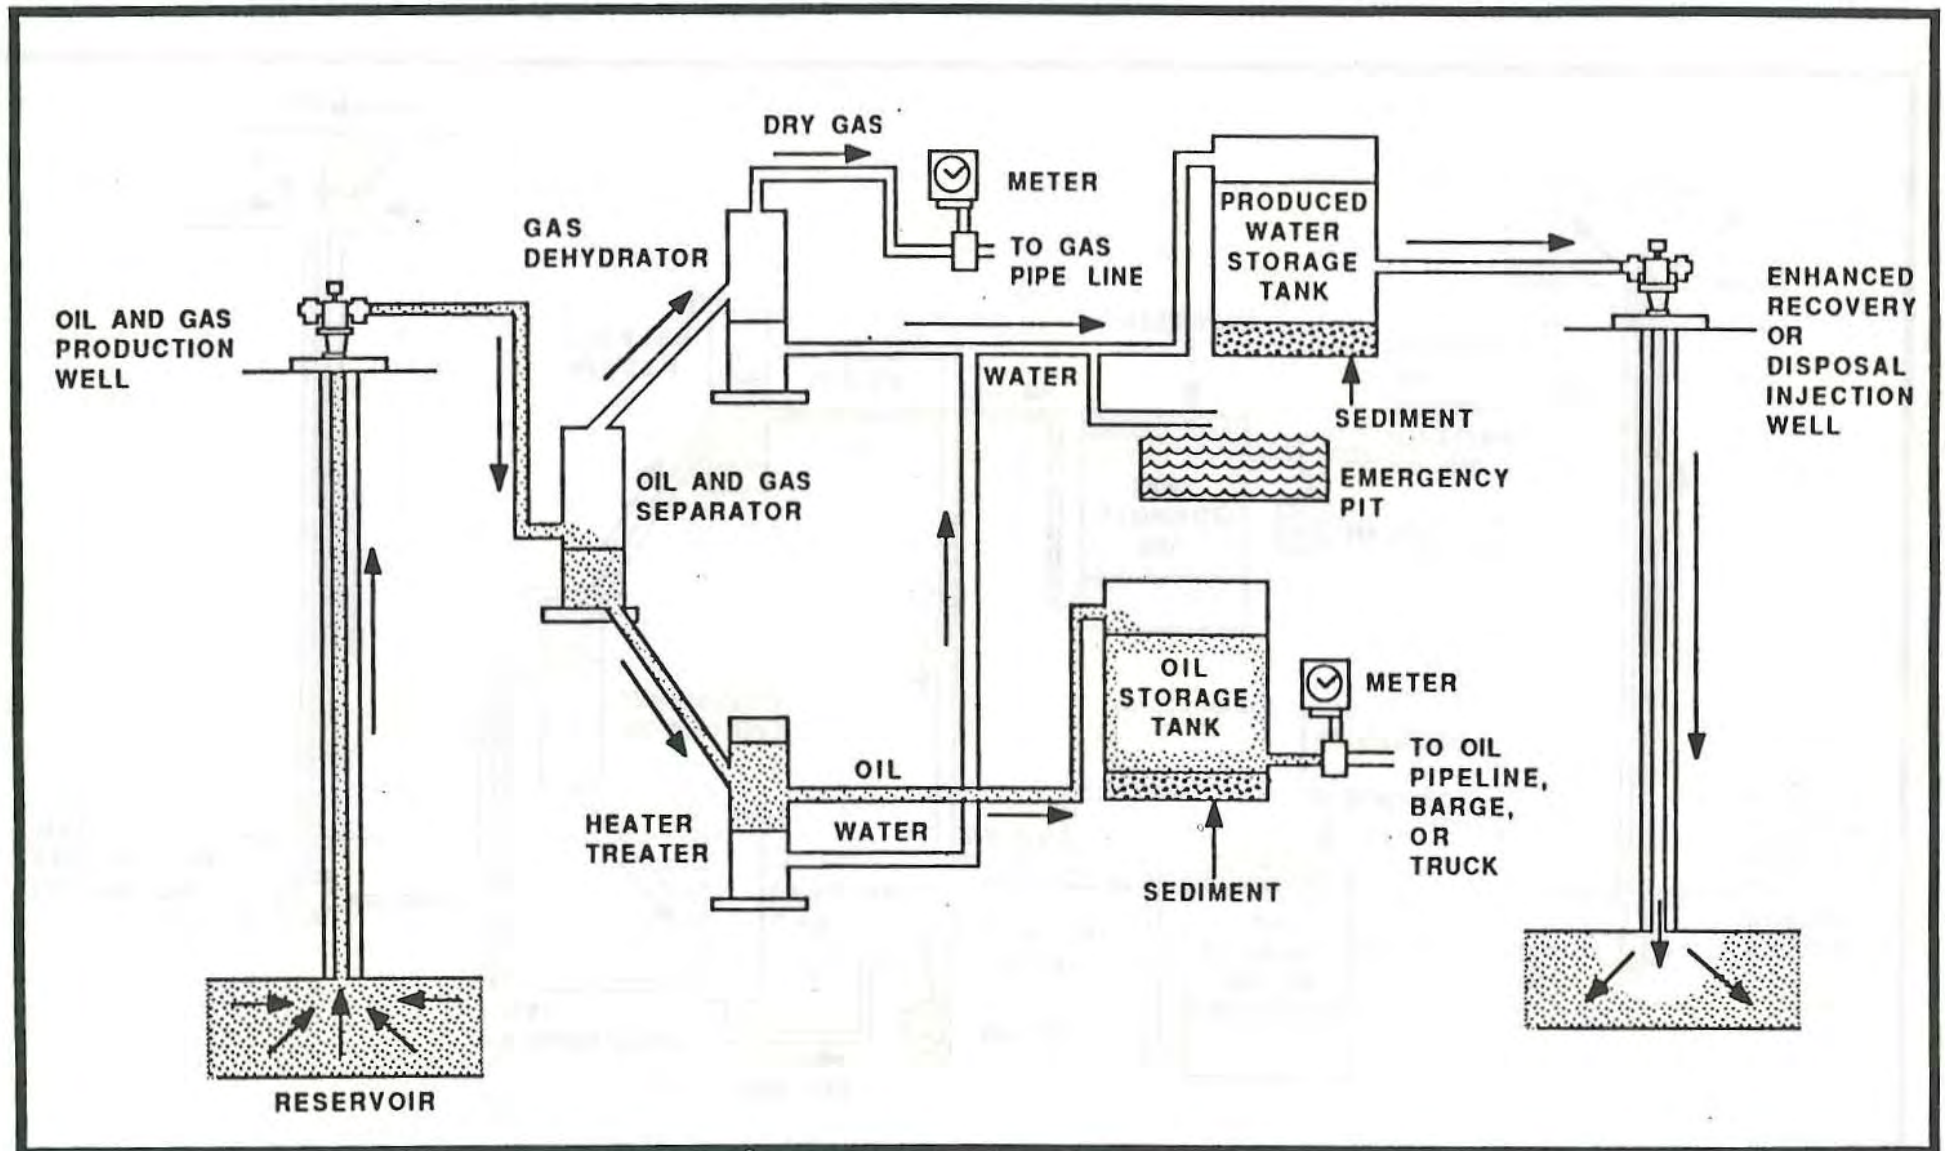 DRY GAS
METER
GAS
DEHYDRATOR
TO GAS
PIPE LINE
PRODUCED
WATER
STORAGE
TANK
ENHANCED
RECOVERY
OR
DISPOSAL
INJECTION
WELL
OIL AND GAS
PRODUCTION
WELL
WATER
SEDIMENT
OIL AND GAS
SEPARATOR
EMERGENCY
PIT
OIL
STORAGE
TANK
METER
TO OIL
PIPELINE,
BARGE,
OR
TRUCK
OIL
HEATER
TREATER
WATER
SEDIMENT
RESERVOIR